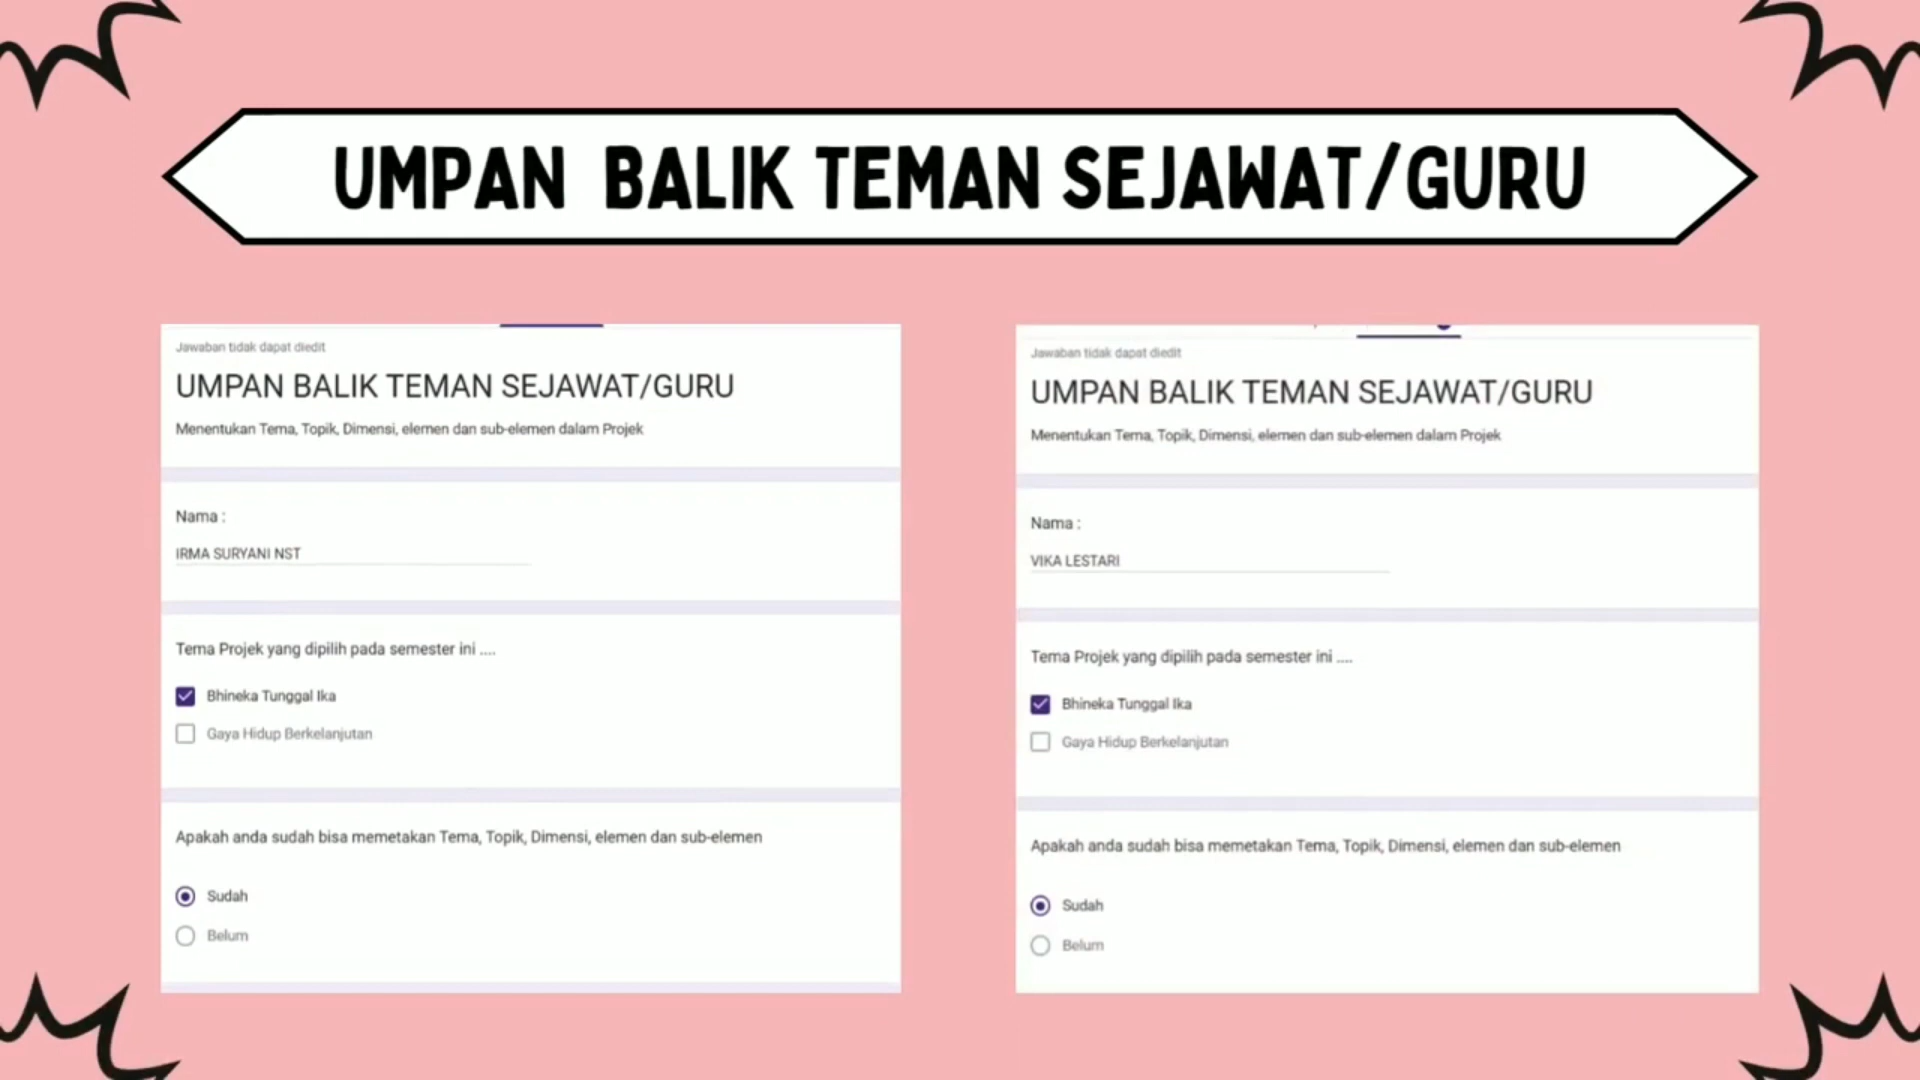 UMPAN BALIK TEMAN SEJAWAT/GURU
Jawaban tidak dapat diedit
UMPAN BALIK TEMAN SEJAWAT/GURU
Menentukan Tema, Topik, Dimensi, elemen dan sub-elemen dalam Projek
Nama :
IRMA SURYANI NST
Tema Projek yang dipilih pada semester ini ....
Bhineka Tunggal Ika
Gaya Hidup Berkelanjutan
Apakah anda sudah bisa memetakan Tema, Topik, Dimensi, elemen dan sub-elemen
Sudah
Belum
Jawaban tidak dapat diedit
UMPAN BALIK TEMAN SEJAWAT/GURU
Menentukan Tema, Topik, Dimensi, elemen dan sub-elemen dalam Projek
Nama :
VIKA LESTARI
Tema Projek yang dipilih pada semester ini ....
Bhineka Tunggal Ika
Gaya Hidup Berkelanjutan
Apakah anda sudah bisa memetakan Tema, Topik, Dimensi, elemen dan sub-elemen
Sudah
Belum